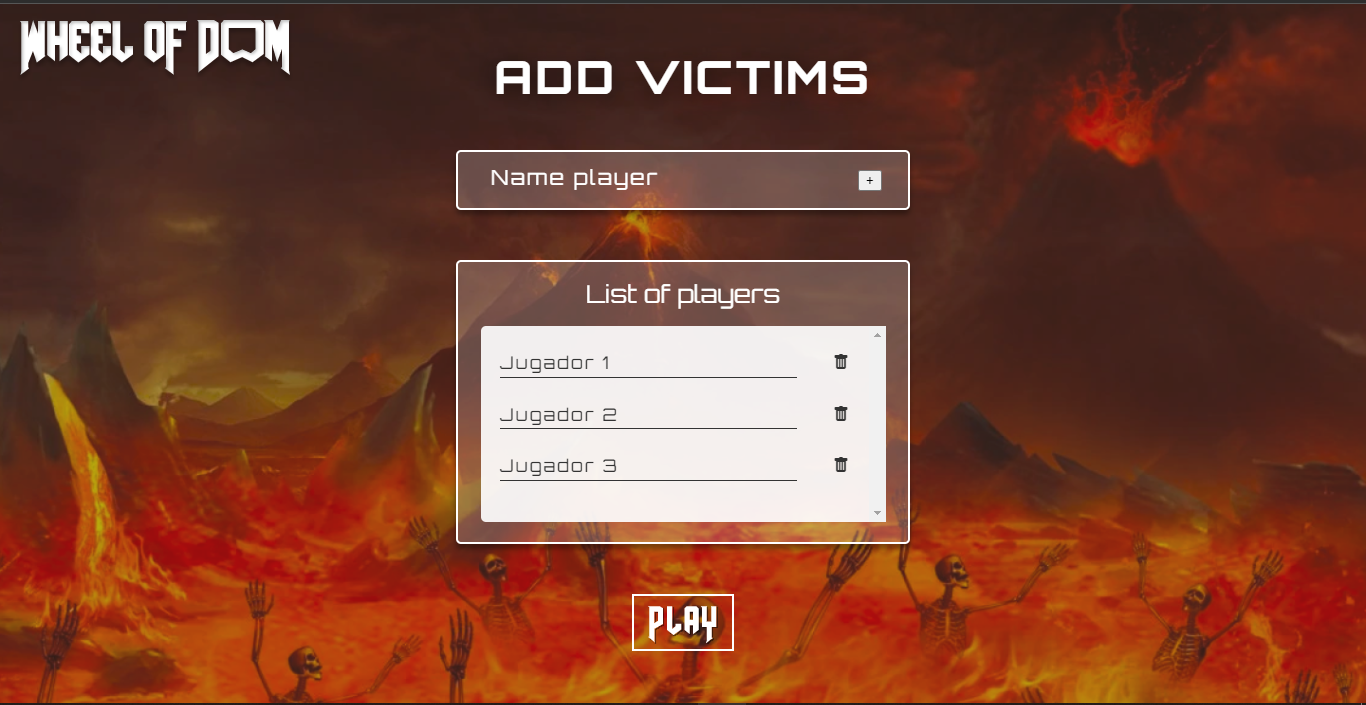 WHEEL OF DOOM
ADD VICTIMS
Name player
+
List of players
Jugador 1
Jugador 2
Jugador 3
PLAY